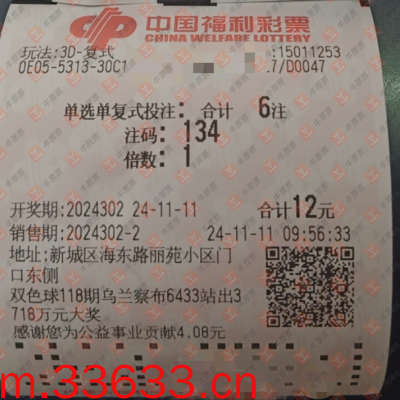 中国福利彩票
CHINA WELFARE LOTTERY
玩法:3D-复式 :15011253
0E05-5313-30C1 .7/D0047
单选单复式投注: 合计 6注
注码: 134
倍数: 1
开奖期:2024302 24-11-11 合计12元
销售期:2024302-2 24-11-11 09:56:33
地址:新城区海东路丽苑小区门
口东侧
双色球118期乌兰察布6433站出3
718万元大奖
感谢您为公益事业贡献4.08元
m.33633.cn